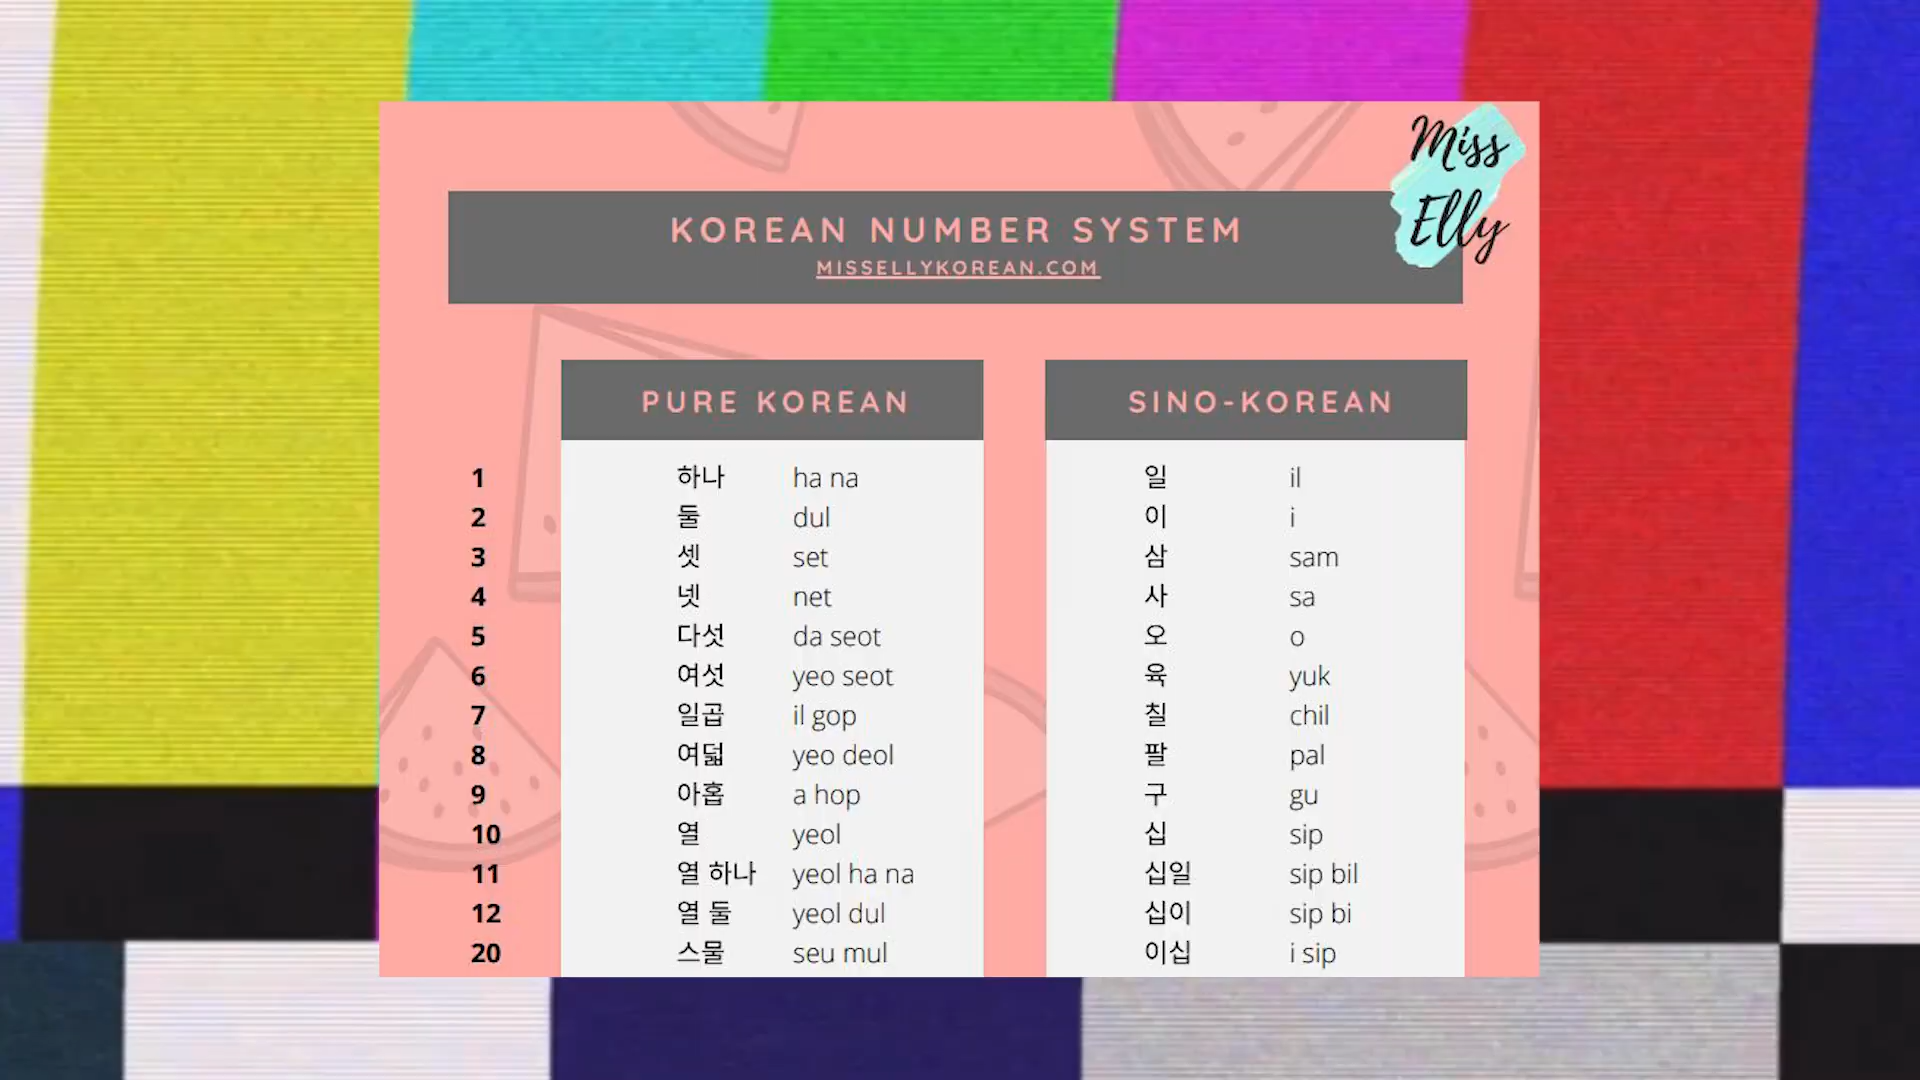 Miss
Elly
KOREAN NUMBER SYSTEM
MISSELLYKOREAN.COM
PURE KOREAN SINO-KOREAN
1 하나 ha na 일 il
2 둘 dul 이 i
3 셋 set 삼 sam
4 넷 net 사 sa
5 다섯 da seot 오 o
6 여섯 yeo seot 육 yuk
7 일곱 il gop 칠 chil
8 여덟 yeo deol 팔 pal
9 아홉 a hop 구 gu
10 열 yeol 십 sip
11 열 하나 yeol ha na 십일 sip bil
12 열 둘 yeol dul 십이 sip bi
20 스물 seu mul 이십 i sip